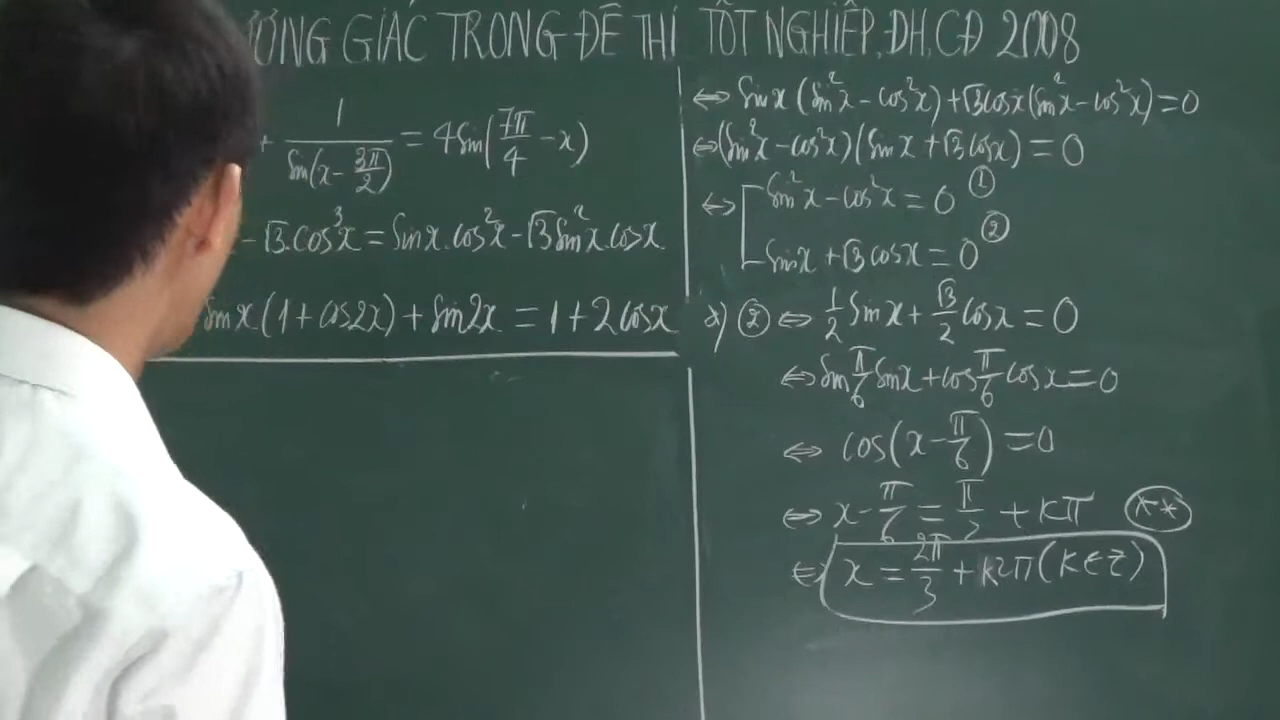 ƯƠNG GIÁC TRONG ĐỀ THI TỐT NGHIỆP, ĐH, CĐ 2008
+ 1/sin(x - 3π/2) = 4sin(7π/4 - x)
- √3.cos³x = sinx.cos²x - √3sin²x.cosx
sinx(1+cos2x) + sin2x = 1+2cosx
⇔ sinx(sin²x - cos²x) + √3cosx(sin²x - cos²x) = 0
⇔ (sin²x - cos²x)(sinx + √3cosx) = 0
⇔ [ sin²x - cos²x = 0 ①
sinx + √3cosx = 0 ②
② ⇔ 1/2 sinx + √3/2 cosx = 0
⇔ sin π/6 sinx + cos π/6 cosx = 0
⇔ cos(x - π/6) = 0
⇔ x - π/6 = π/2 + kπ (**)
⇔ x = 2π/3 + k2π (k∈Z)